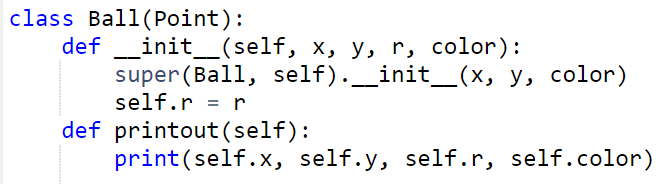 class Ball(Point):
    def __init__(self, x, y, r, color):
        super(Ball, self).__init__(x, y, color)
        self.r = r
    def printout(self):
        print(self.x, self.y, self.r, self.color)